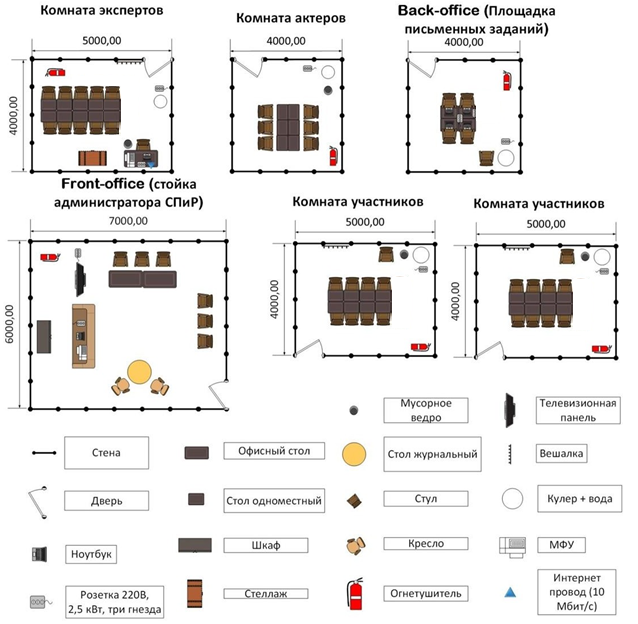 Комната экспертов
5000,00
4000,00
Комната актеров
4000,00
Back-office (Площадка
письменных заданий)
4000,00
Front-office (стойка
администратора СПиР)
7000,00
6000,00
Комната участников
5000,00
4000,00
Комната участников
5000,00
4000,00
Мусорное
ведро
Телевизионная
панель
Стена
Офисный стол
Стол журнальный
Вешалка
Дверь
Стол одноместный
Стул
Кулер + вода
Ноутбук
Шкаф
Кресло
МФУ
Розетка 220В,
2,5 кВт, три гнезда
Стеллаж
Огнетушитель
Интернет
провод (10
Мбит/с)